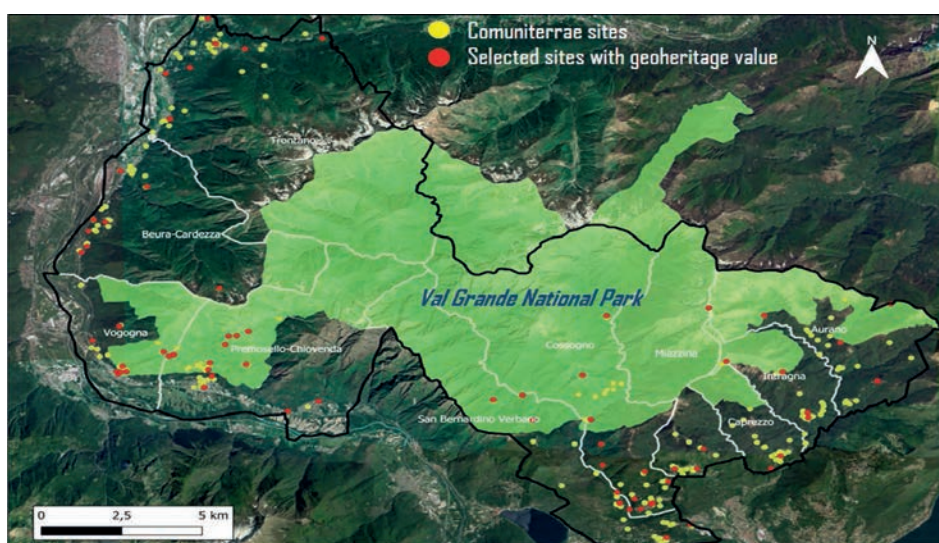 Comuniterrae sites
Selected sites with geoheritage value
N
Tronzano
Beura-Cardezza
Val Grande National Park
Vogogna
Premosello-Chiovenda
Cossogno
Miazzina
Aurano
Intragna
San Bernardino Verbano
Caprezzo
0 2,5 5 km